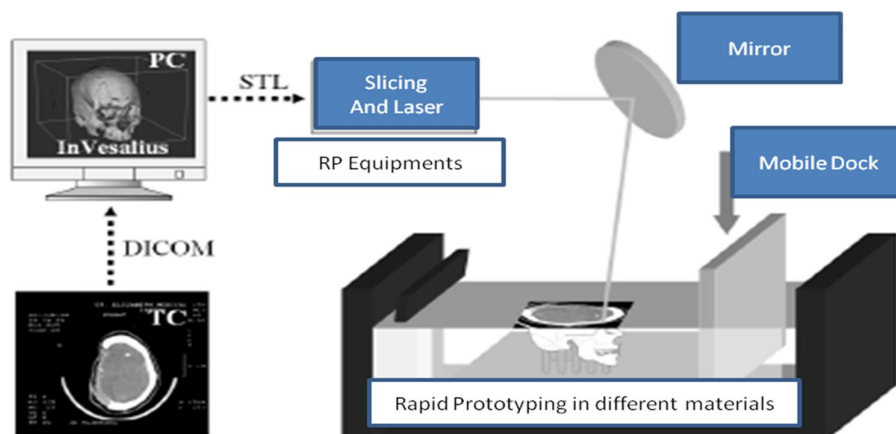 PC
InVesalius
STL
Slicing
And Laser
RP Equipments
Mirror
Mobile Dock
DICOM
TC
Rapid Prototyping in different materials